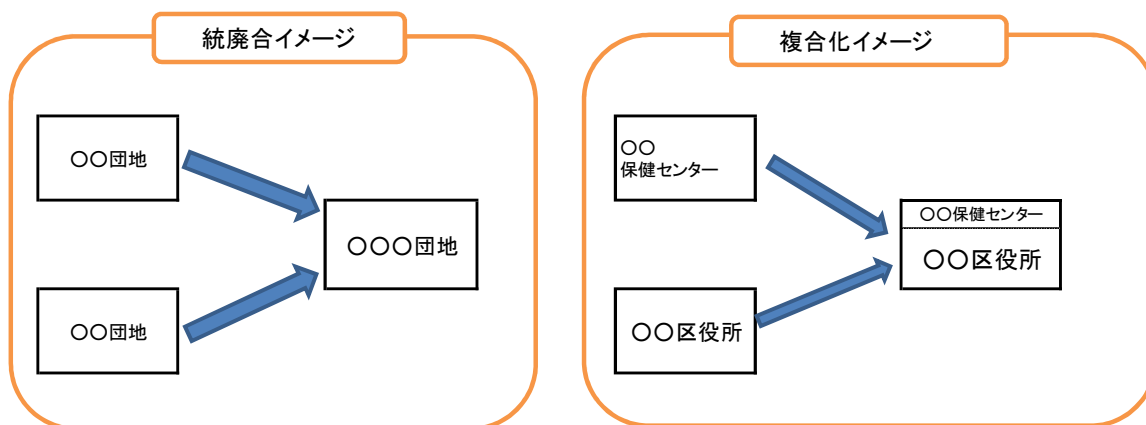 統廃合イメージ
〇〇団地
〇〇団地
〇〇〇団地
複合化イメージ
〇〇
保健センター
〇〇区役所
〇〇保健センター
〇〇区役所